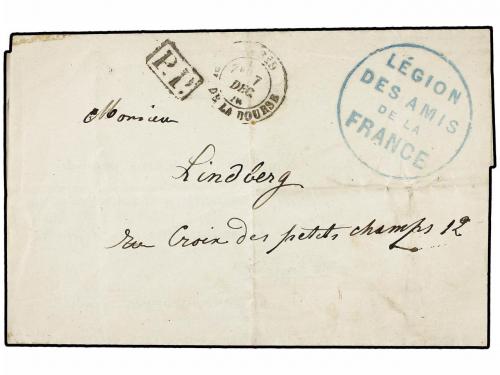 P.P.
7
DEC
DE LA BOURSE
LÉGION
DES AMIS
DE LA
FRANCE
Monsieur
Lindberg
rue Croix des petits champs 12